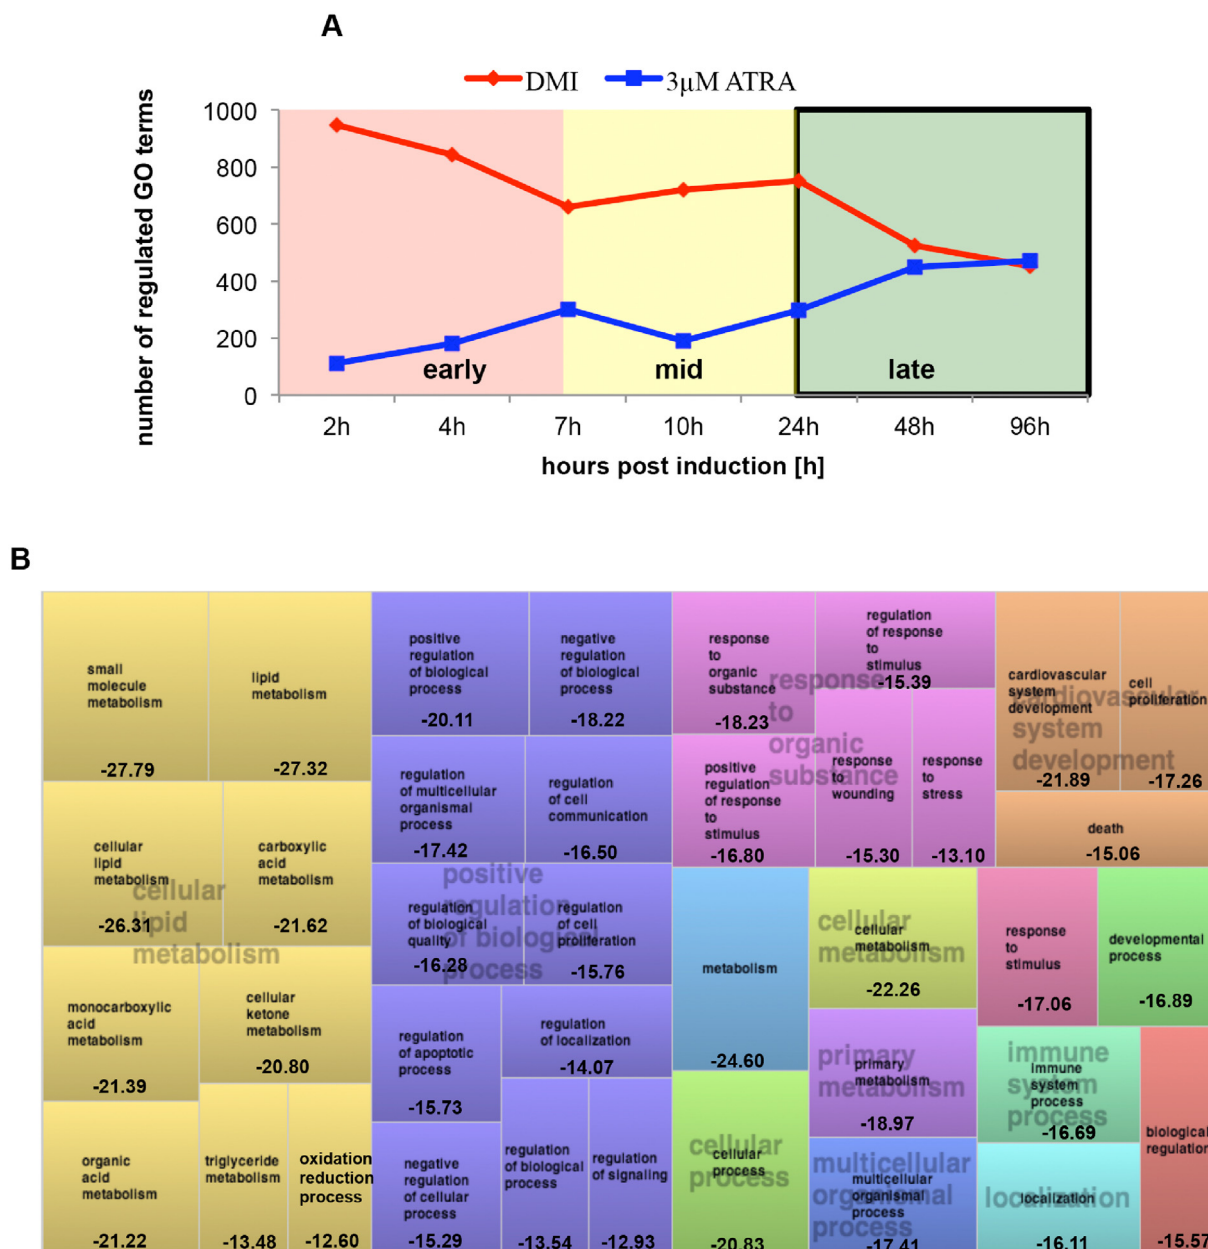 A
DMI 3μM ATRA
number of regulated GO terms
1000
800
600
400
200
0
early mid late
2h 4h 7h 10h 24h 48h 96h
hours post induction [h]
B
small
molecule
metabolism
-27.79
lipid
metabolism
-27.32
cellular
lipid
metabolism
-26.31
carboxylic
acid
metabolism
-21.62
cellular
lipid
metabolism
monocarboxylic
acid
metabolism
-21.39
cellular
ketone
metabolism
-20.80
organic
acid
metabolism
-21.22
triglyceride
metabolism
-13.48
oxidation
reduction
process
-12.60
positive
regulation
of biological
process
-20.11
negative
regulation
of biological
process
-18.22
regulation
of multicellular
organismal
process
-17.42
regulation
of cell
communication
-16.50
positive
regulation
of biological
process
regulation
of biological
quality
-16.28
regulation
of cell
proliferation
-15.76
regulation
of apoptotic
process
-15.73
regulation
of localization
-14.07
negative
regulation
of cellular
process
-15.29
regulation
of biological
process
-13.54
regulation
of signaling
-12.93
response
to
organic
substance
-18.23
regulation
of response
to
stimulus
-15.39
response
to
organic
substance
positive
regulation
of response
to
stimulus
-16.80
response
to
wounding
-15.30
response
to
stress
-13.10
cardiovascular
system
development
-21.89
cell
proliferation
-17.26
cardiovascular
system
development
death
-15.06
metabolism
-24.60
cellular
metabolism
cellular
metabolism
-22.26
response
to
stimulus
-17.06
developmental
process
-16.89
primary
metabolism
primary
metabolism
-18.97
immune
system
process
immune
system
process
-16.69
cellular
process
cellular
process
-20.83
multicellular
organismal
process
multicellular
organismal
process
-17.41
localization
localization
-16.11
biological
regulation
-15.57